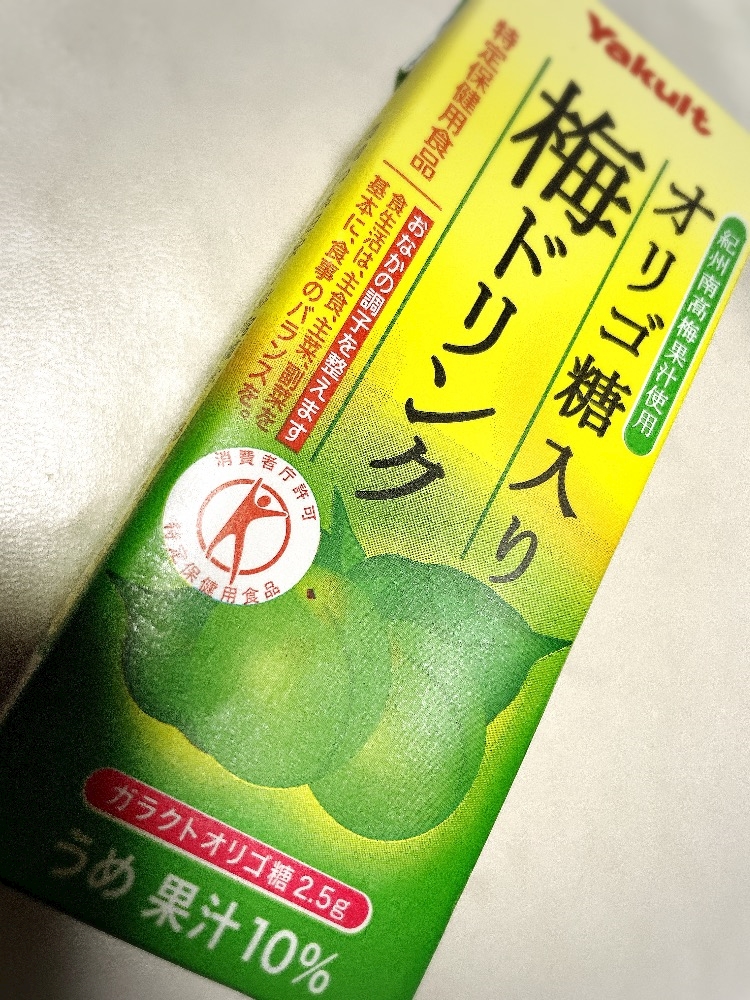 Yakult
紀州南高梅果汁使用
オリゴ糖入り
梅ドリンク
特定保健用食品
おなかの調子を整えます
食生活は、主食、主菜、副菜を
基本に、食事のバランスを。
消費者庁許可
特定保健用食品
ガラクトオリゴ糖2.5g
うめ 果汁10%